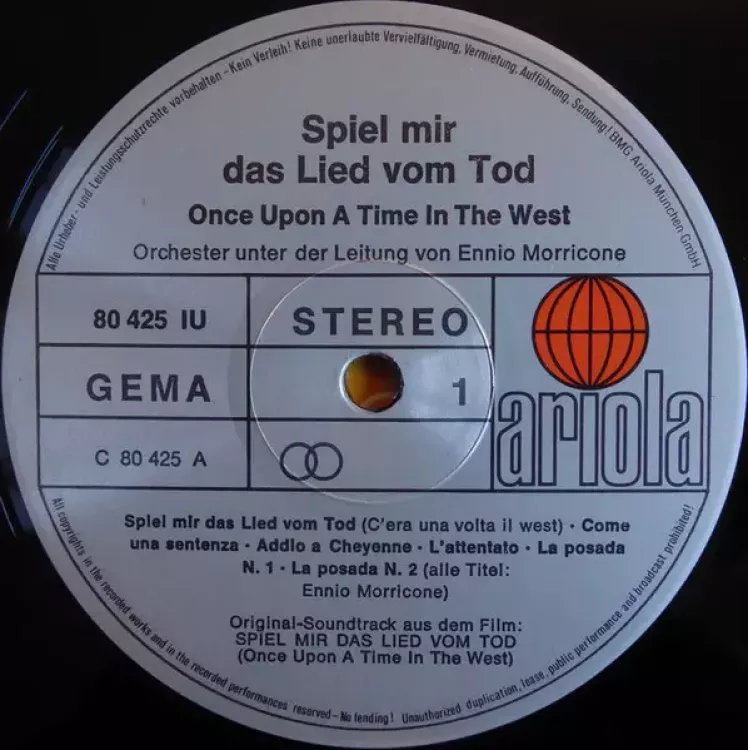 Alle Urheber- und Leistungsschutzrechte vorbehalten - Kein Verleih! Keine unerlaubte Vervielfältigung, Vermietung, Aufführung, Sendung! BMG Ariola München GmbH
Spiel mir
das Lied vom Tod
Once Upon A Time In The West
Orchester unter der Leitung von Ennio Morricone
80 425 IU
STEREO
GEMA
1
ariola
C 80 425 A
Spiel mir das Lied vom Tod (C'era una volta il west) · Come
una sentenza · Addio a Cheyenne · L'attentato · La posada
N. 1 · La posada N. 2 (alle Titel:
Ennio Morricone)
Original-Soundtrack aus dem Film:
SPIEL MIR DAS LIED VOM TOD
(Once Upon A Time In The West)
All copyrights in the recorded works and in the recorded performances reserved - No lending! Unauthorized duplication, lease, public performance and broadcast prohibited!